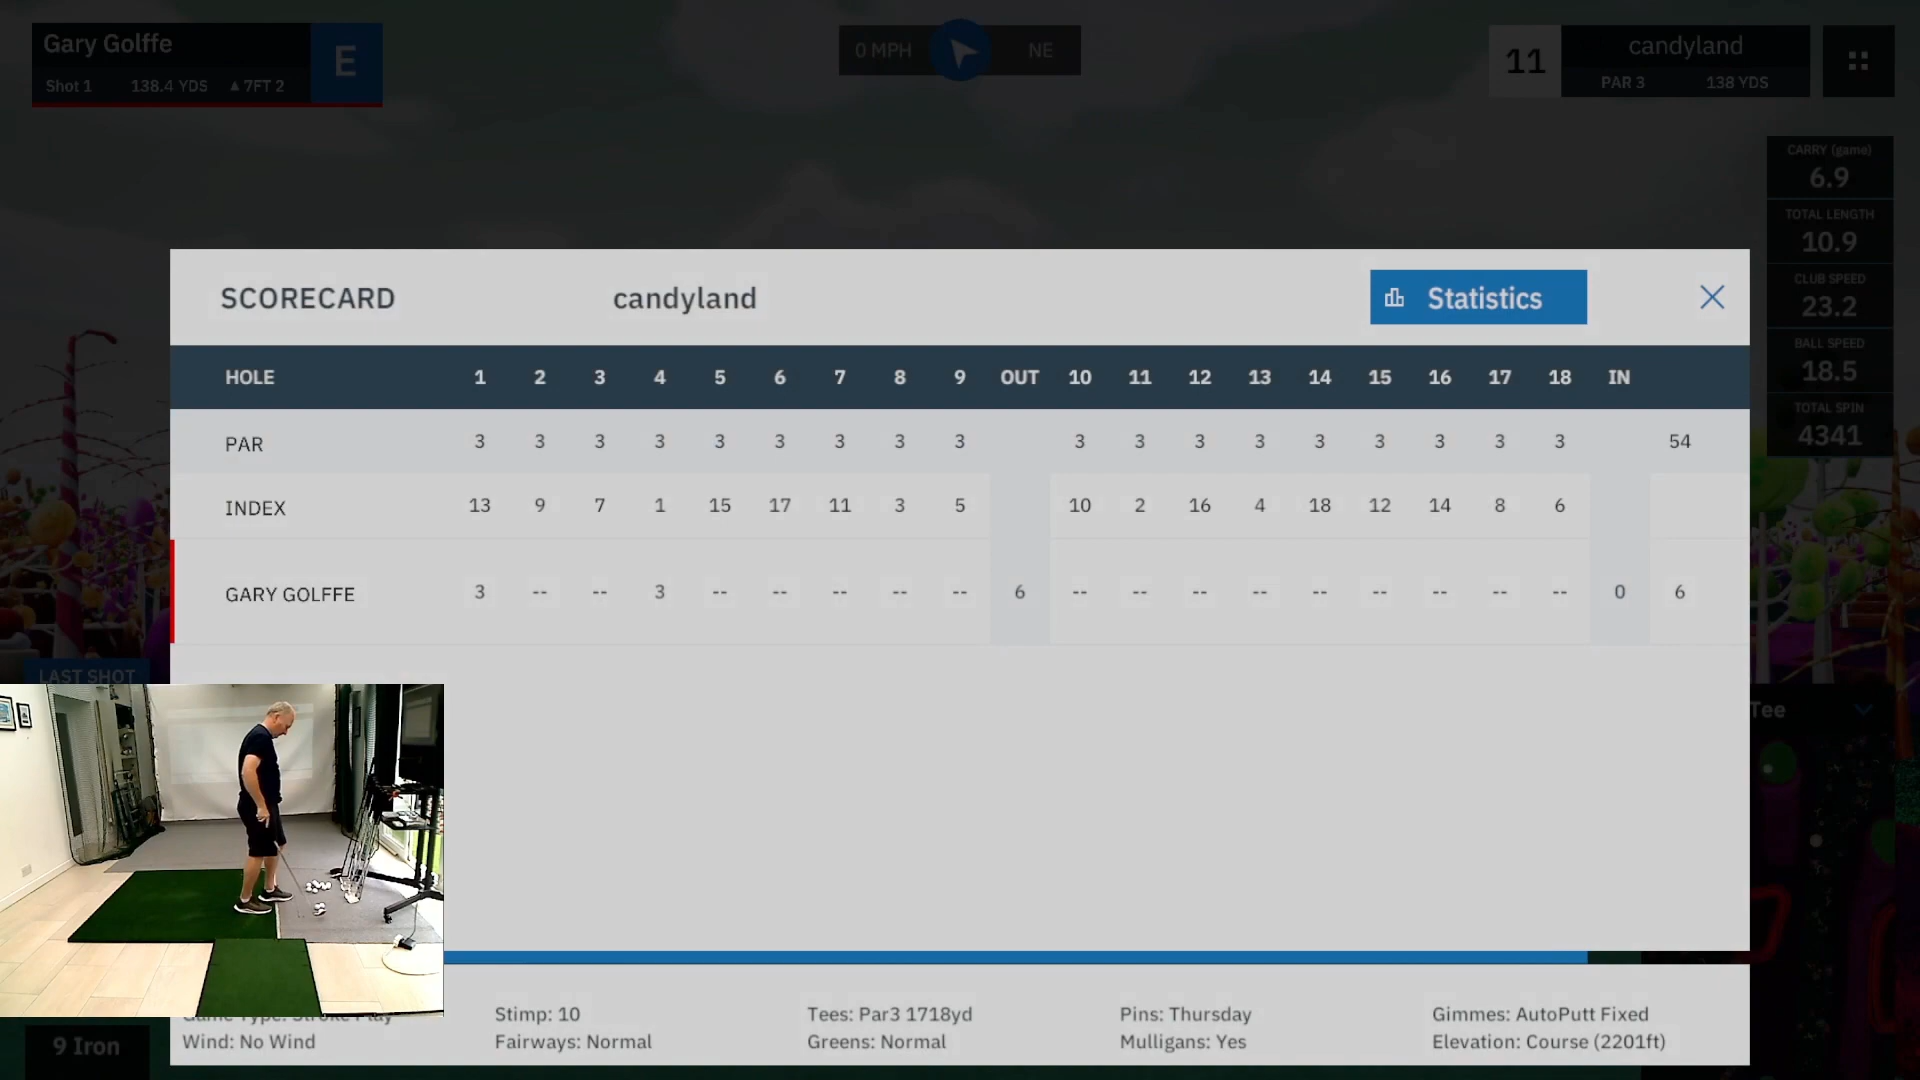 Gary Golffe
E
Shot 1 138.4 YDS ▲7FT 2
0 MPH NE
11
candyland
PAR 3 138 YDS
CARRY (game)
6.9
TOTAL LENGTH
10.9
CLUB SPEED
23.2
BALL SPEED
18.5
TOTAL SPIN
4341
SCORECARD candyland Statistics
HOLE 1 2 3 4 5 6 7 8 9 OUT 10 11 12 13 14 15 16 17 18 IN
PAR 3 3 3 3 3 3 3 3 3 3 3 3 3 3 3 3 3 3 54
INDEX 13 9 7 1 15 17 11 3 5 10 2 16 4 18 12 14 8 6
GARY GOLFFE 3 -- -- 3 -- -- -- -- -- 6 -- -- -- -- -- -- -- -- -- 0 6
LAST SHOT
Tee
Game Type: Stroke Play Stimp: 10 Tees: Par3 1718yd Pins: Thursday Gimmes: AutoPutt Fixed
Wind: No Wind Fairways: Normal Greens: Normal Mulligans: Yes Elevation: Course (2201ft)
9 Iron